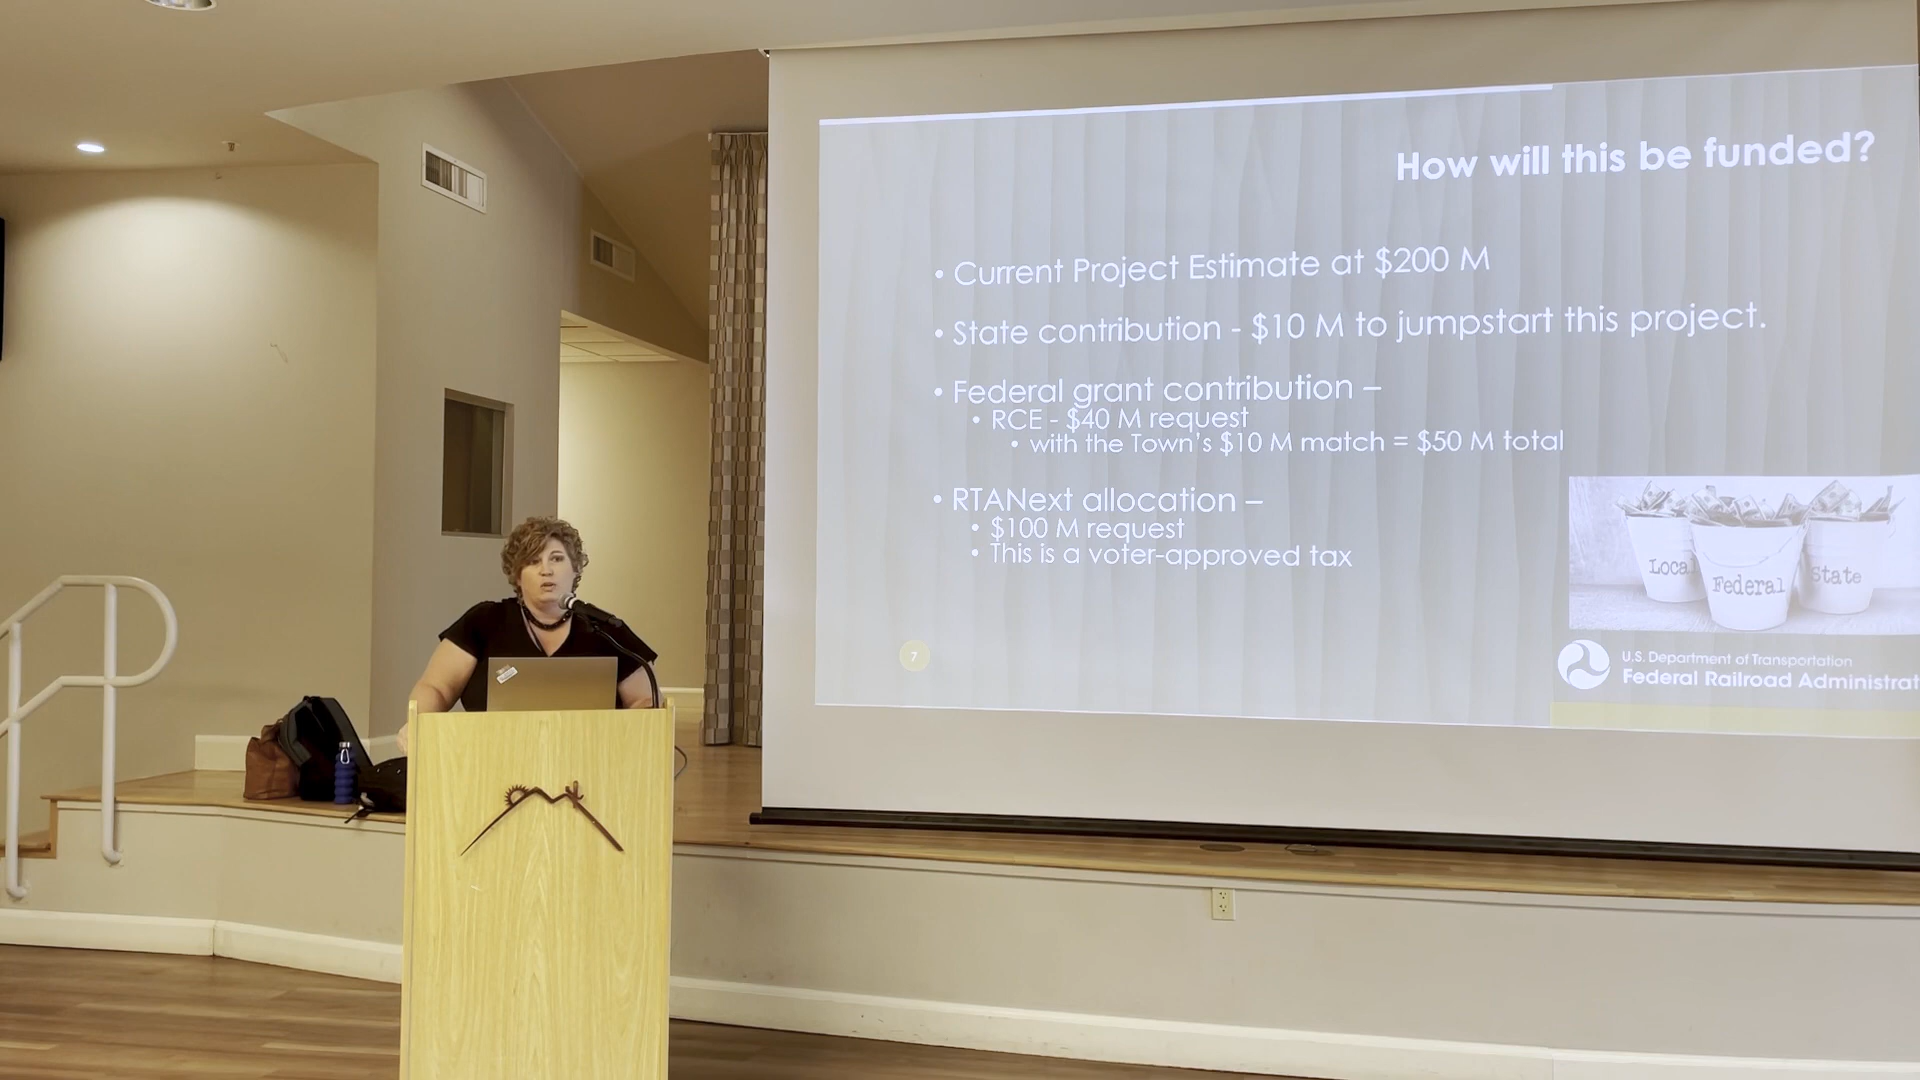 How will this be funded?
• Current Project Estimate at $200 M
• State contribution - $10 M to jumpstart this project.
• Federal grant contribution –
• RCE - $40 M request
• with the Town's $10 M match = $50 M total
• RTANext allocation –
• $100 M request
• This is a voter-approved tax
Local
Federal
State
7
U.S. Department of Transportation
Federal Railroad Administrat